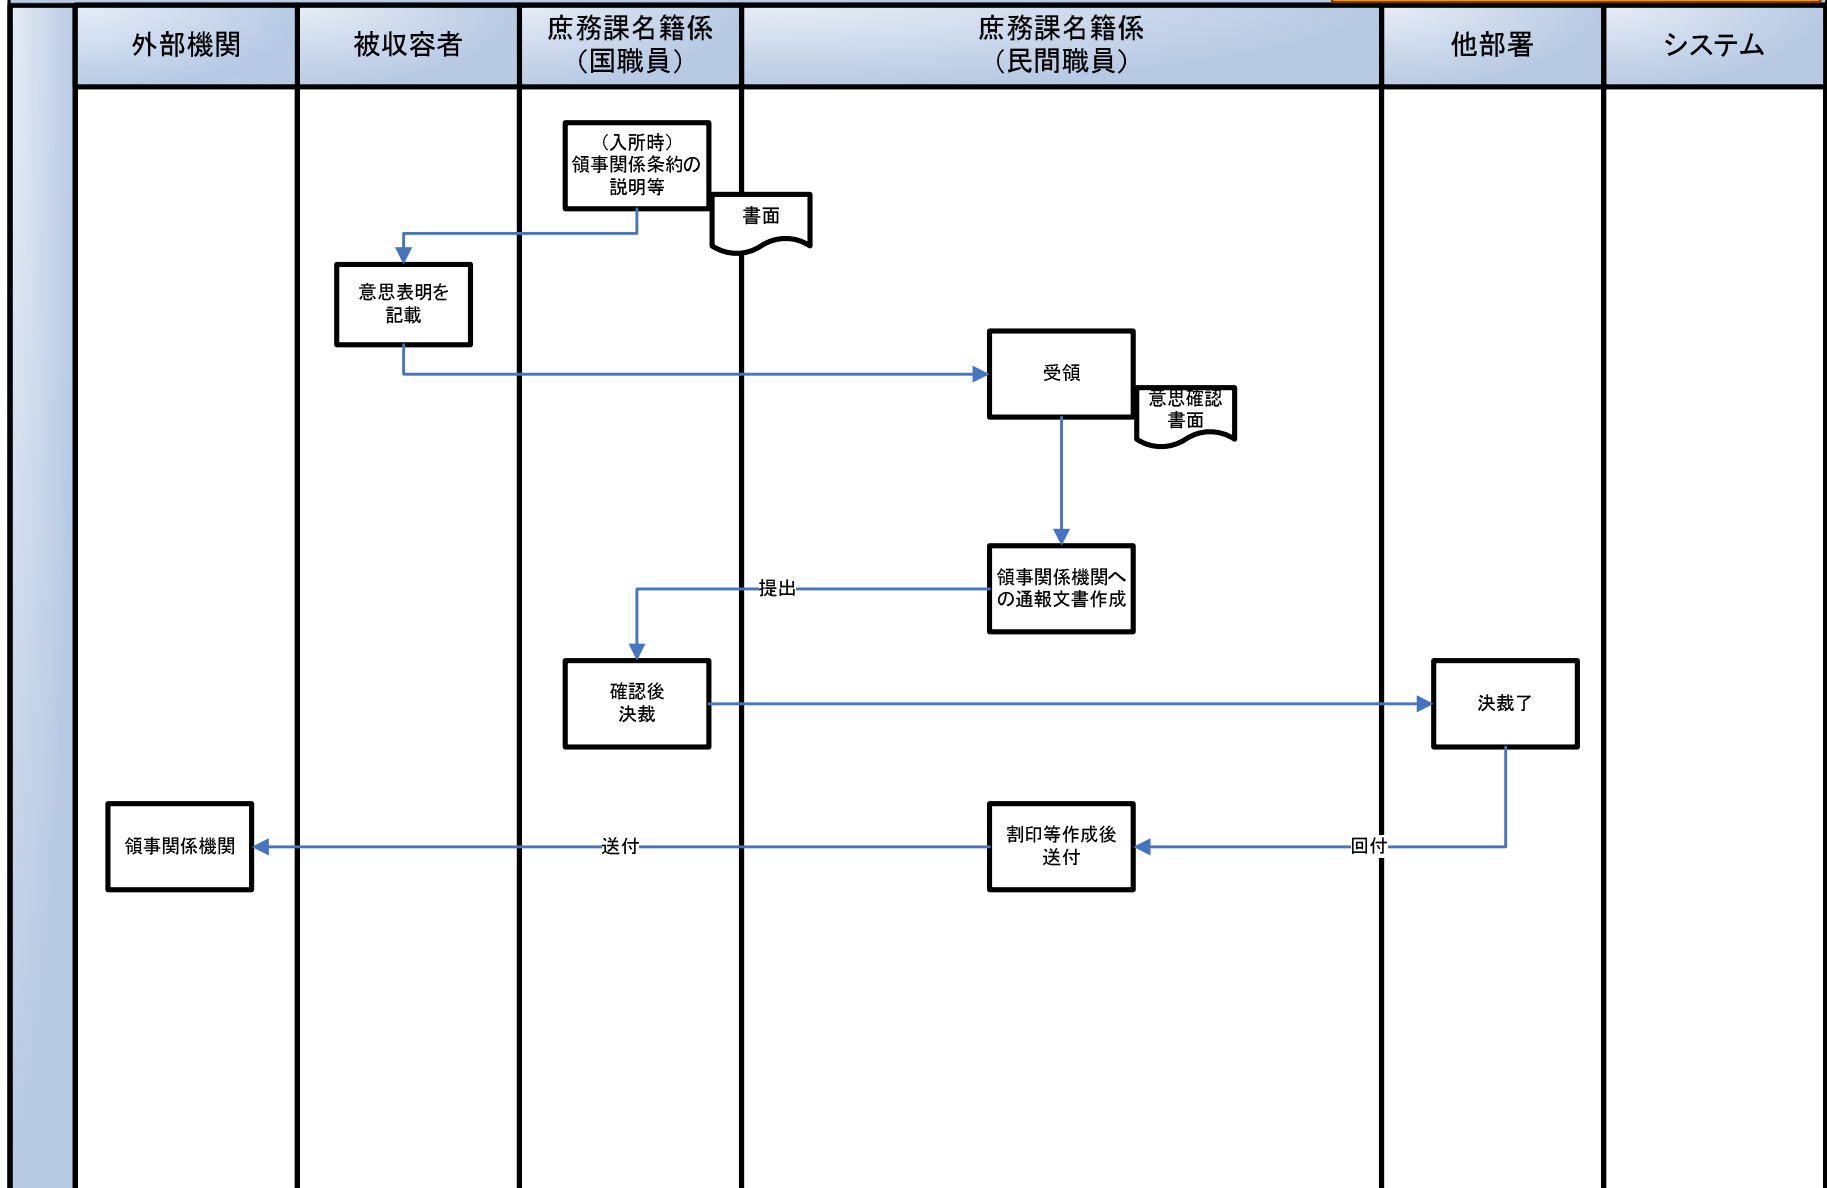 外部機関
被収容者
庶務課名籍係
（国職員）
庶務課名籍係
（民間職員）
他部署
システム
（入所時）
領事関係条約の
説明等
書面
意思表明を
記載
受領
意思確認
書面
領事関係機関へ
の通報文書作成
提出
確認後
決裁
決裁了
領事関係機関
送付
割印等作成後
送付
回付